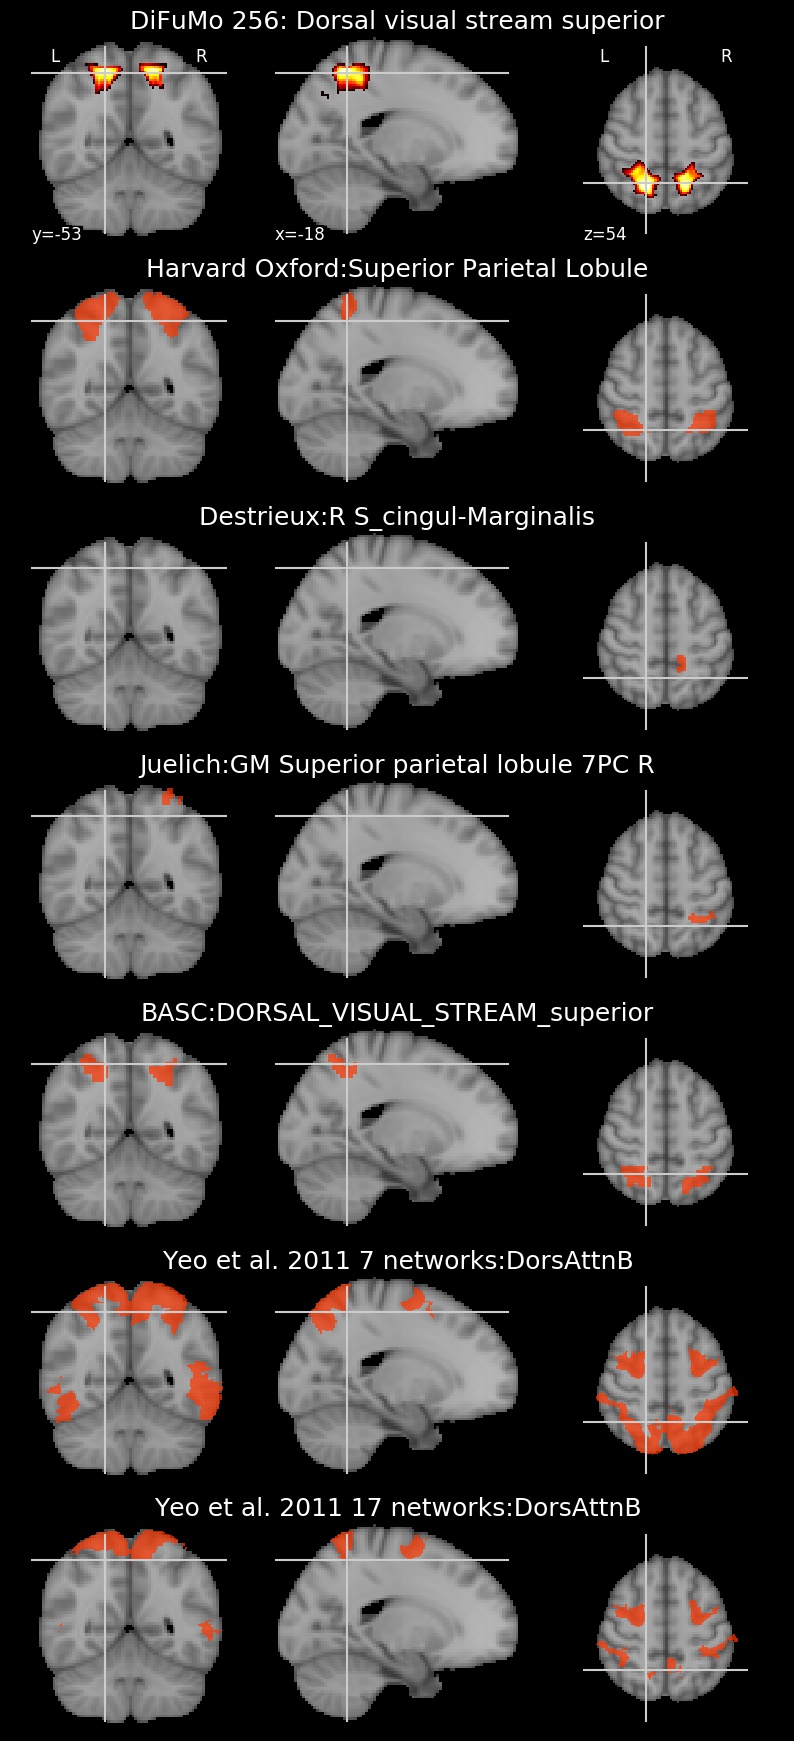 DiFuMo 256: Dorsal visual stream superior
L R L R
y=-53 x=-18 z=54
Harvard Oxford:Superior Parietal Lobule
Destrieux:R S_cingul-Marginalis
Juelich:GM Superior parietal lobule 7PC R
BASC:DORSAL_VISUAL_STREAM_superior
Yeo et al. 2011 7 networks:DorsAttnB
Yeo et al. 2011 17 networks:DorsAttnB